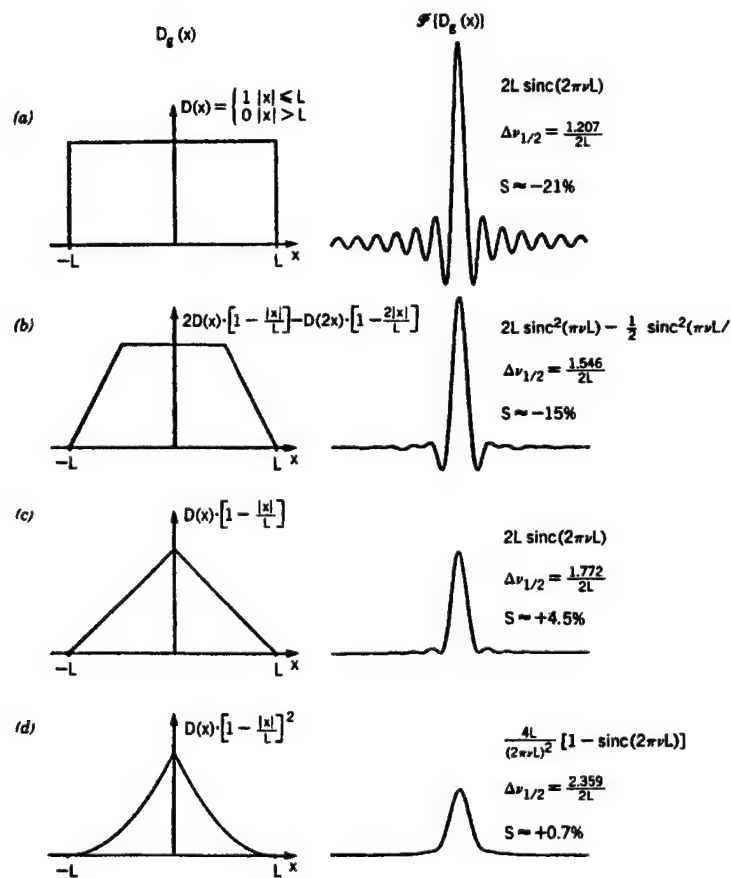 D_g (x)
ℱ{D_g (x)}
(a)
D(x) = { 1 |x| ⩽ L
0 |x| > L
−L
L
x
2L sinc(2πνL)
Δν_1/2 = 1.207/2L
S ≈ −21%
(b)
2D(x)·[1 − |x|/L] − D(2x)·[1 − 2|x|/L]
−L
L
x
2L sinc²(πνL) − 1/2 sinc²(πνL/
Δν_1/2 = 1.546/2L
S ≈ −15%
(c)
D(x)·[1 − |x|/L]
−L
L
x
2L sinc(2πνL)
Δν_1/2 = 1.772/2L
S ≈ +4.5%
(d)
D(x)·[1 − |x|/L]²
−L
L
x
4L/(2πνL)² [1 − sinc(2πνL)]
Δν_1/2 = 2.359/2L
S ≈ +0.7%